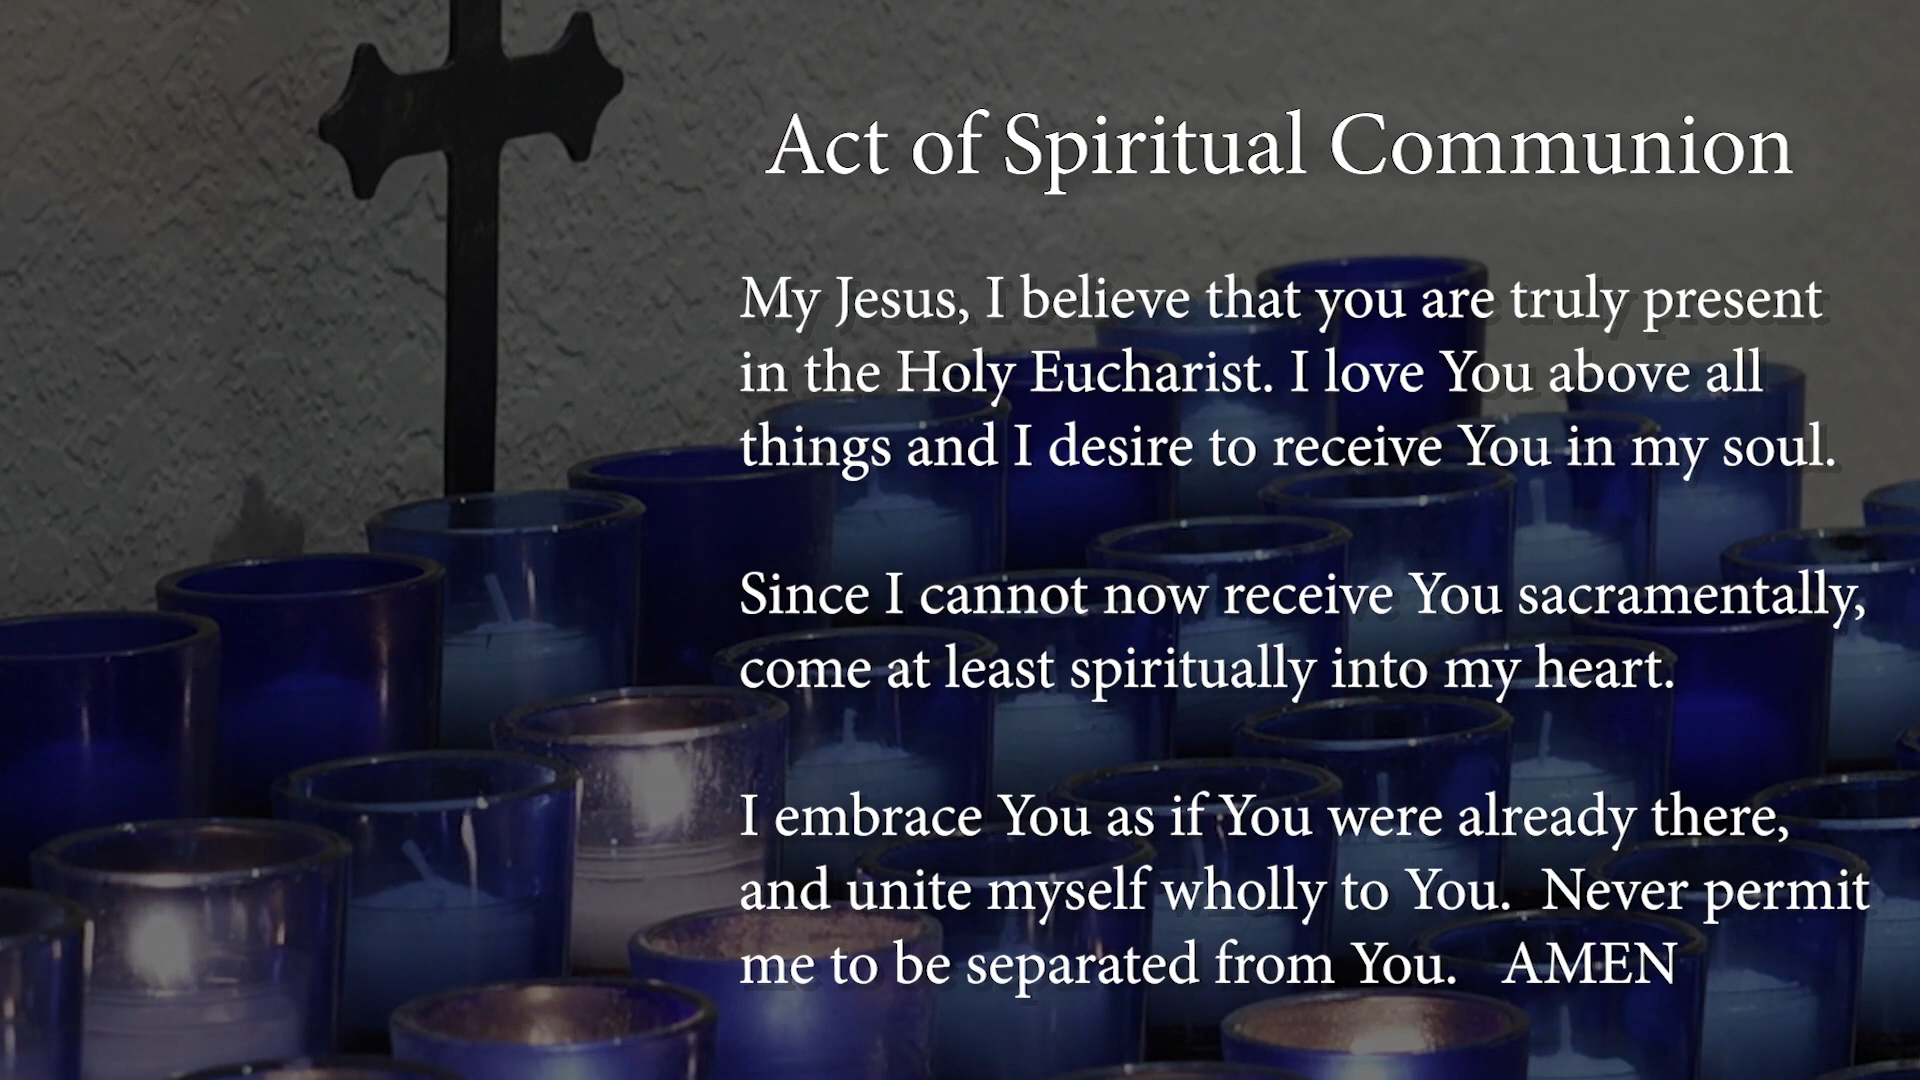 Act of Spiritual Communion
My Jesus, I believe that you are truly present
in the Holy Eucharist. I love You above all
things and I desire to receive You in my soul.
Since I cannot now receive You sacramentally,
come at least spiritually into my heart.
I embrace You as if You were already there,
and unite myself wholly to You.  Never permit
me to be separated from You.   AMEN